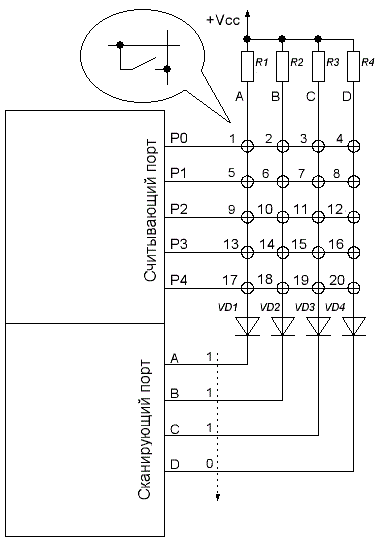 +Vcc
R1 R2 R3 R4
A B C D
P0 1 2 3 4
P1 5 6 7 8
P2 9 10 11 12
P3 13 14 15 16
P4 17 18 19 20
Считывающий порт
VD1 VD2 VD3 VD4
A 1
B 1
C 1
D 0
Сканирующий порт